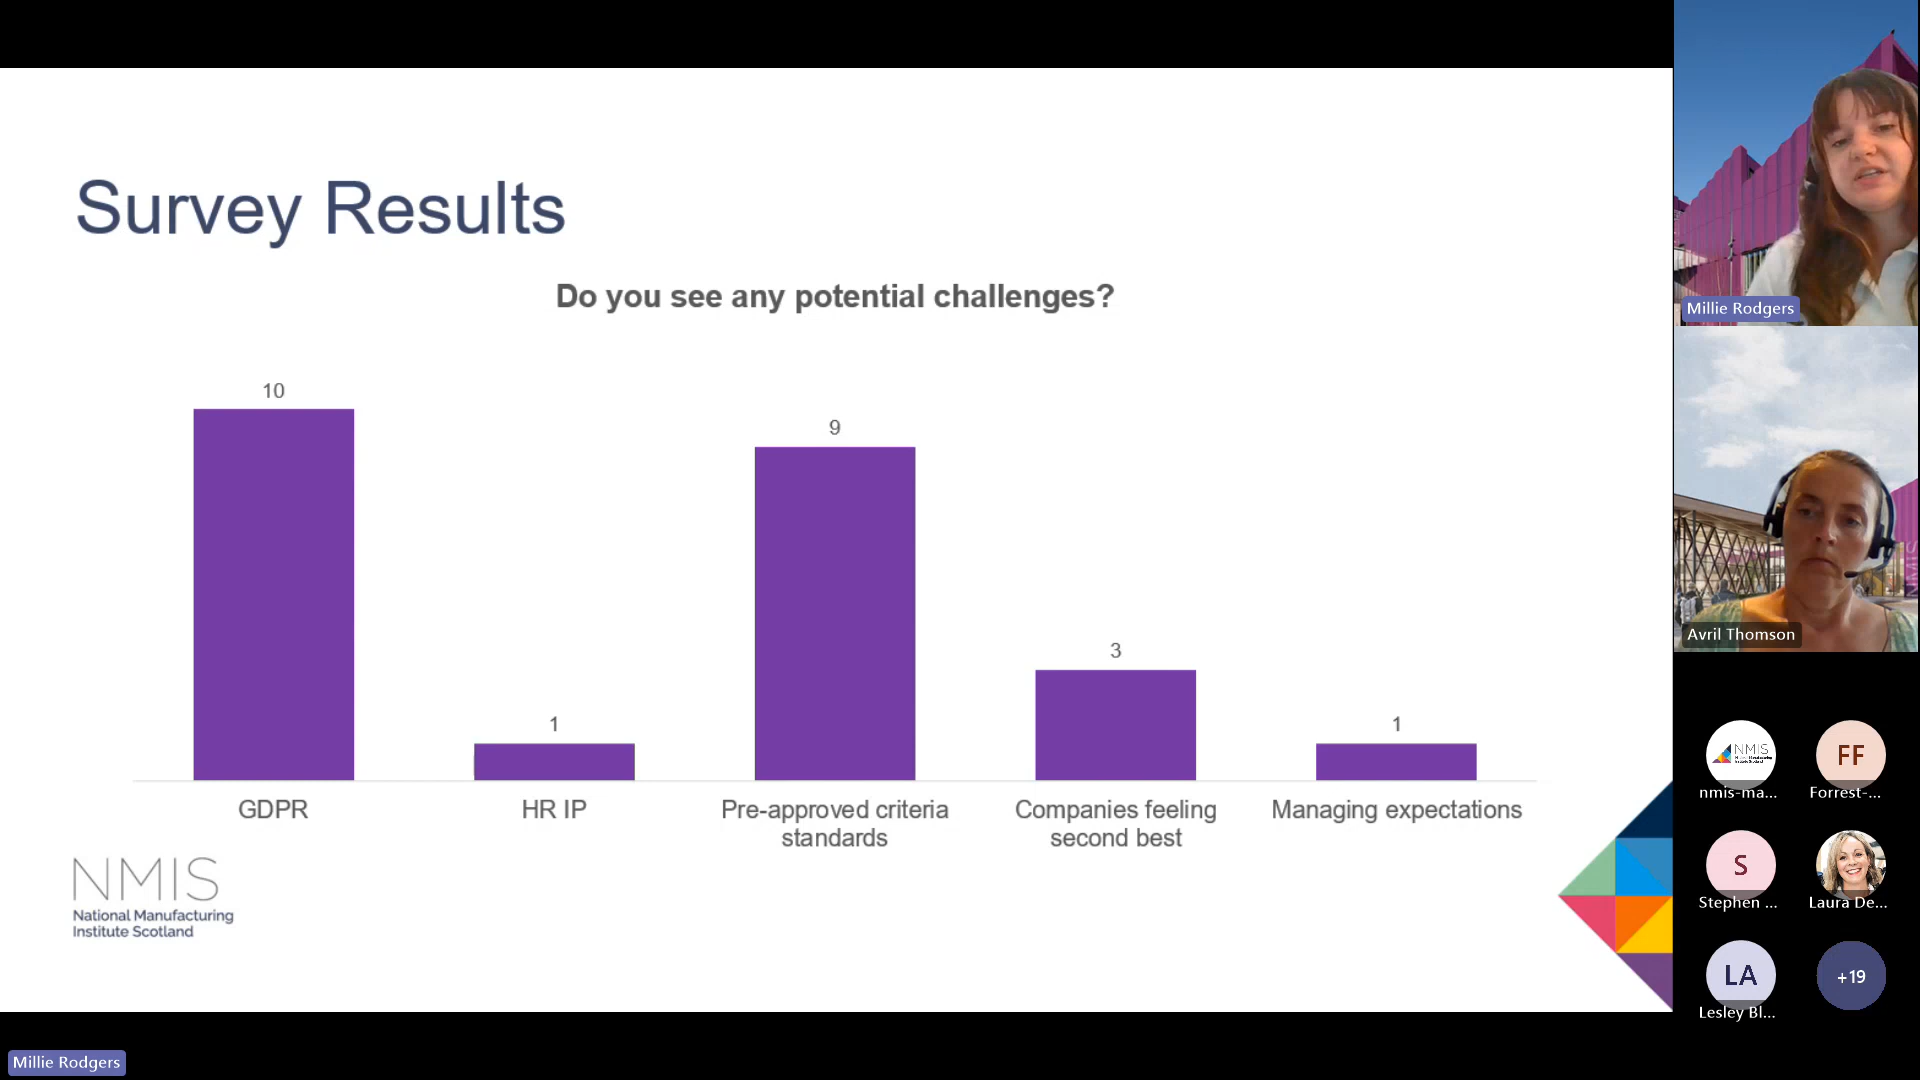 Survey Results
Do you see any potential challenges?
10
1
9
3
1
GDPR
HR IP
Pre-approved criteria
standards
Companies feeling
second best
Managing expectations
NMIS
National Manufacturing
Institute Scotland
Millie Rodgers
Avril Thomson
NMIS
nmis-ma...
FF
Forrest-...
S
Stephen ...
Laura De...
LA
Lesley Bl...
+19
Millie Rodgers